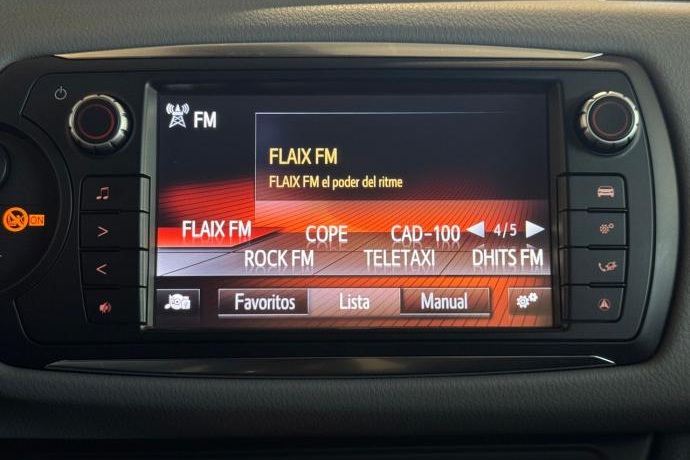 FM
FLAIX FM
FLAIX FM el poder del ritme
FLAIX FM COPE CAD-100 4/5
ROCK FM TELETAXI DHITS FM
Favoritos Lista Manual
ON